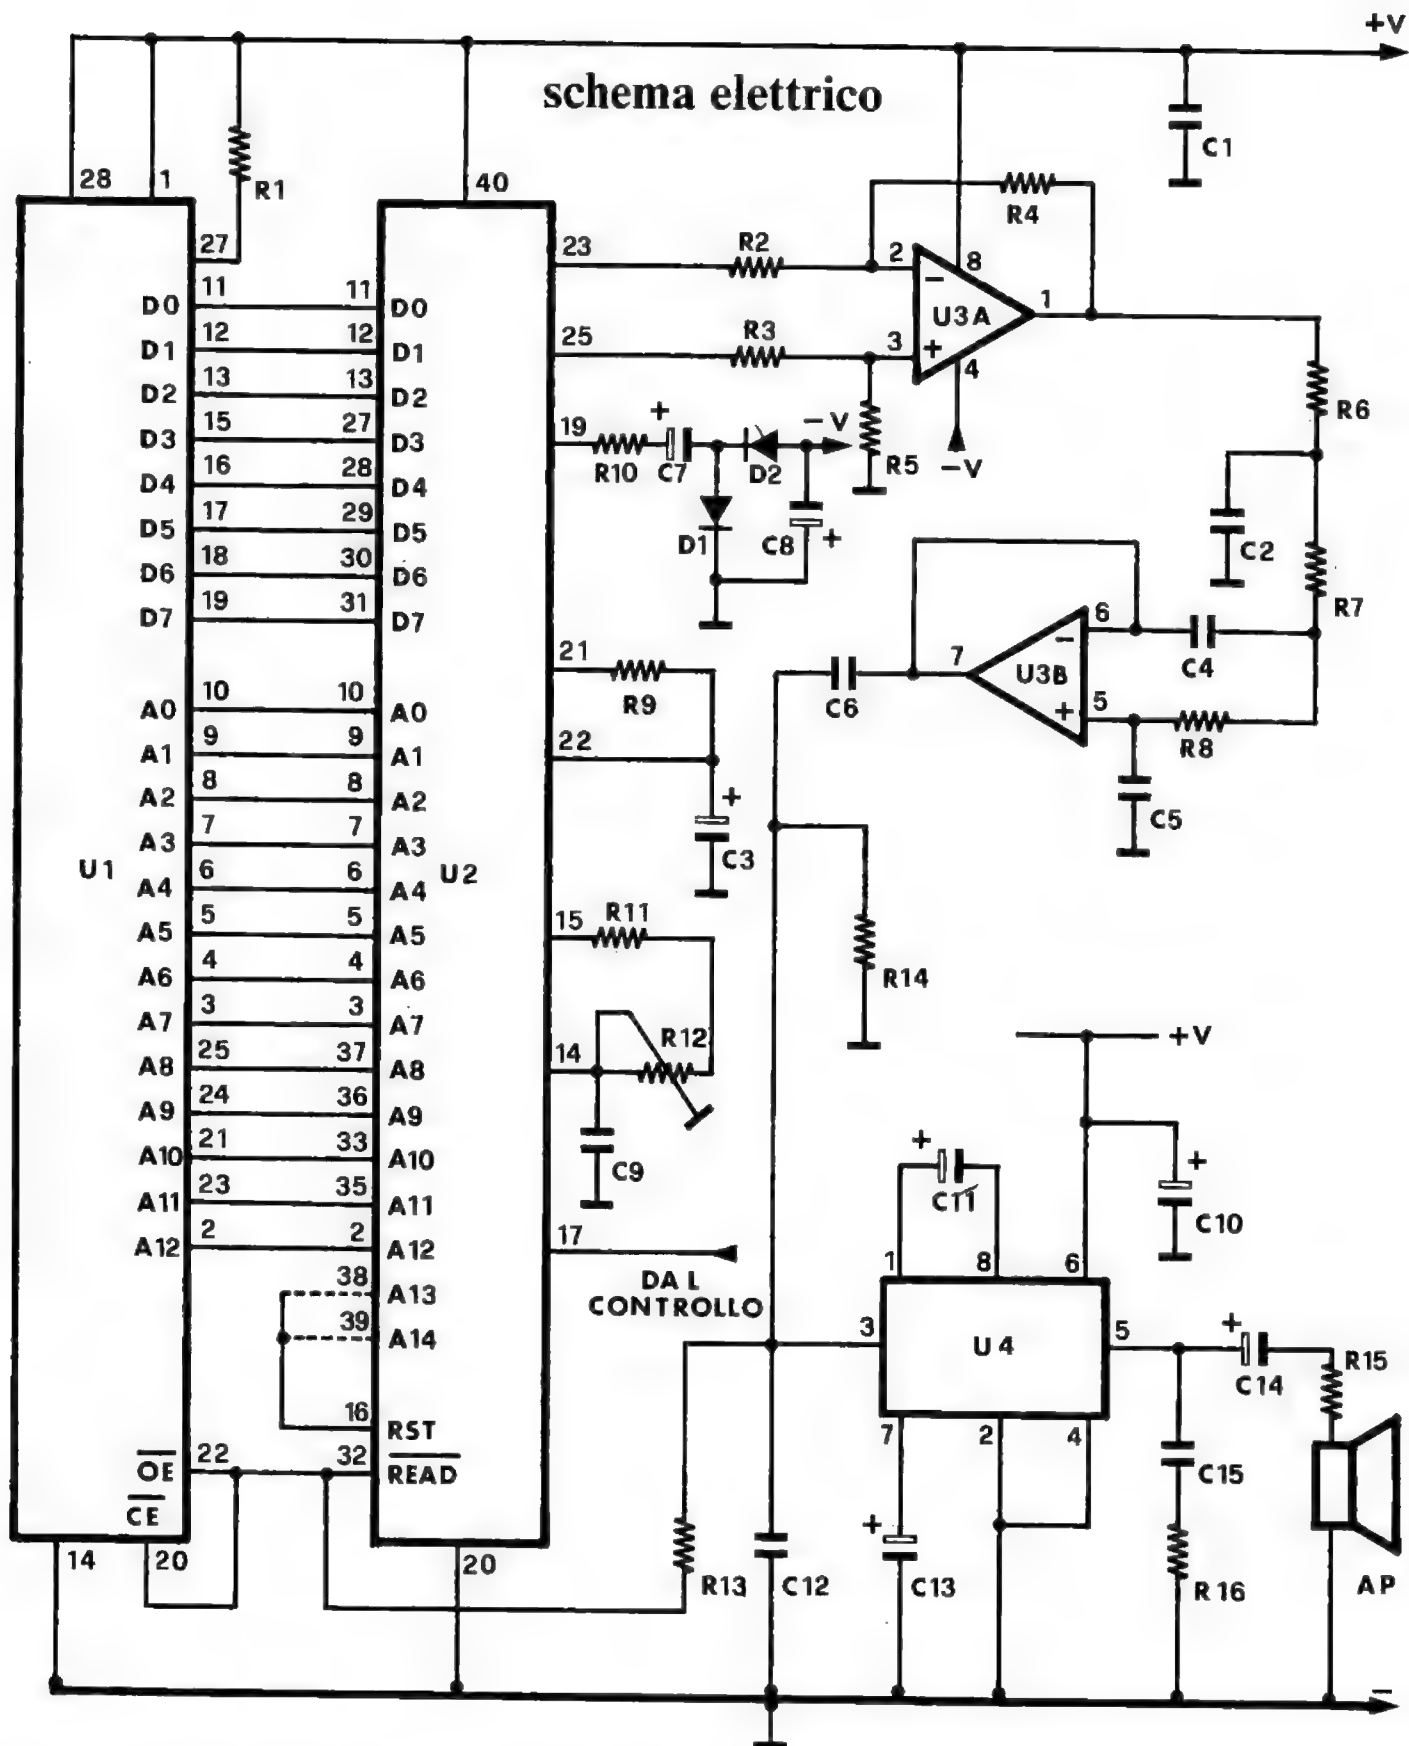 +V
schema elettrico
C1
28 1
R1
40
R4
27
23 R2 2 − 8
U3A 1
25 R3 3 + 4
D0 11 11 D0
D1 12 12 D1
D2 13 13 D2
D3 15 27 D3
D4 16 28 D4
D5 17 29 D5
D6 18 30 D6
D7 19 31 D7
19 R10 + C7 D2 −V R5 −V
D1 C8 +
R6
C2
R7
6 −
C4
7 U3B
5 +
R8
C6
C5
21 R9
22
+
C3
A0 10 10 A0
A1 9 9 A1
A2 8 8 A2
A3 7 7 A3
U1
U2
A4 6 6 A4
A5 5 5 A5
A6 4 4 A6
A7 3 3 A7
A8 25 37 A8
A9 24 36 A9
A10 21 33 A10
A11 23 35 A11
A12 2 2 A12
38 A13
39 A14
16 RST
OE 22 32 READ
CE
14 20
20
15 R11
14 R12
C9
17
DAL
CONTROLLO
R14
+V
+
C11
+
C10
1 8 6
3 U4 5
7 2 4
+
C14
R15
C15
R16
AP
R13
C12
+
C13
−